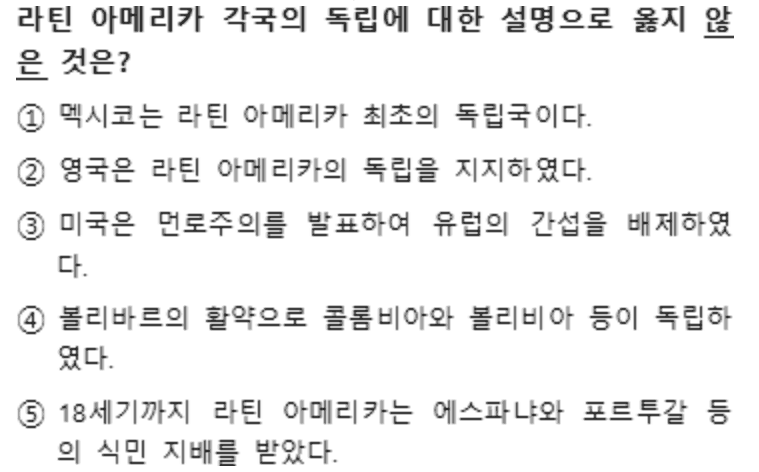 라틴 아메리카 각국의 독립에 대한 설명으로 옳지 않
은 것은?
① 멕시코는 라틴 아메리카 최초의 독립국이다.
② 영국은 라틴 아메리카의 독립을 지지하였다.
③ 미국은 먼로주의를 발표하여 유럽의 간섭을 배제하였
다.
④ 볼리바르의 활약으로 콜롬비아와 볼리비아 등이 독립하
였다.
⑤ 18세기까지 라틴 아메리카는 에스파냐와 포르투갈 등
의 식민 지배를 받았다.